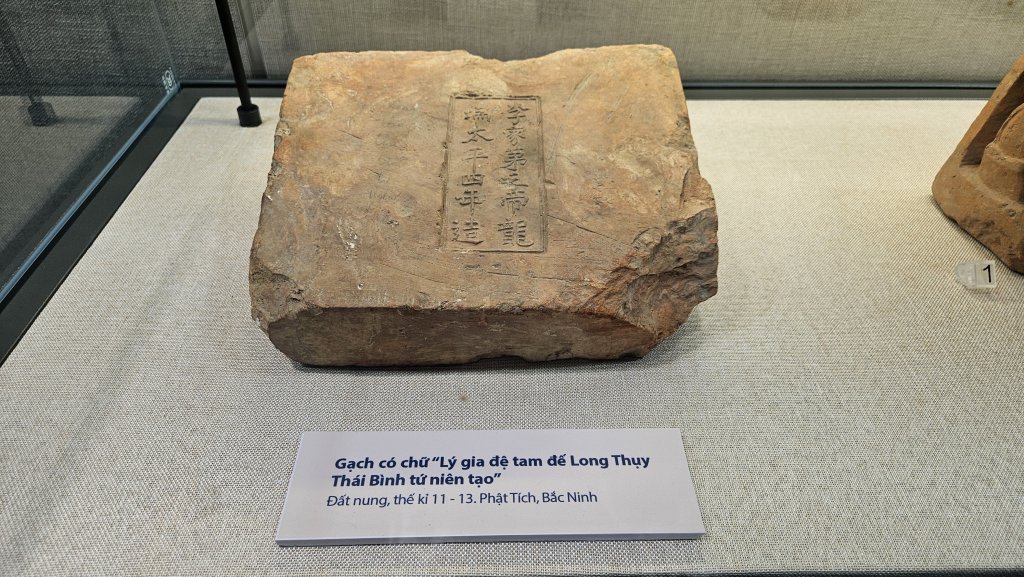 李家第三帝龍
瑞太平四年造
1
Gạch có chữ “Lý gia đệ tam đế Long Thụy
Thái Bình tứ niên tạo”
Đất nung, thế kỉ 11 - 13. Phật Tích, Bắc Ninh